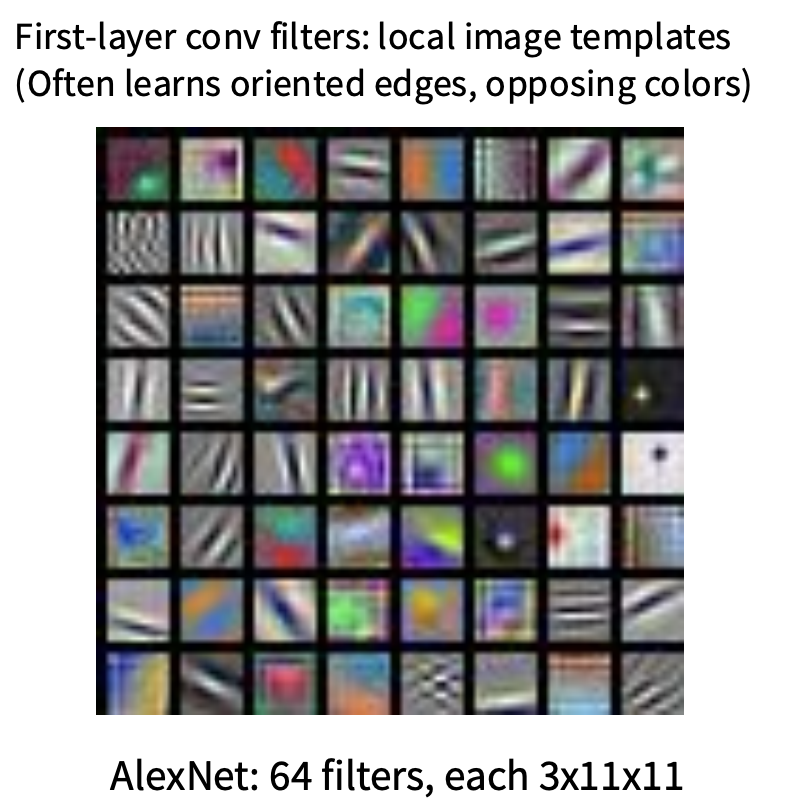 First-layer conv filters: local image templates
(Often learns oriented edges, opposing colors)
AlexNet: 64 filters, each 3x11x11